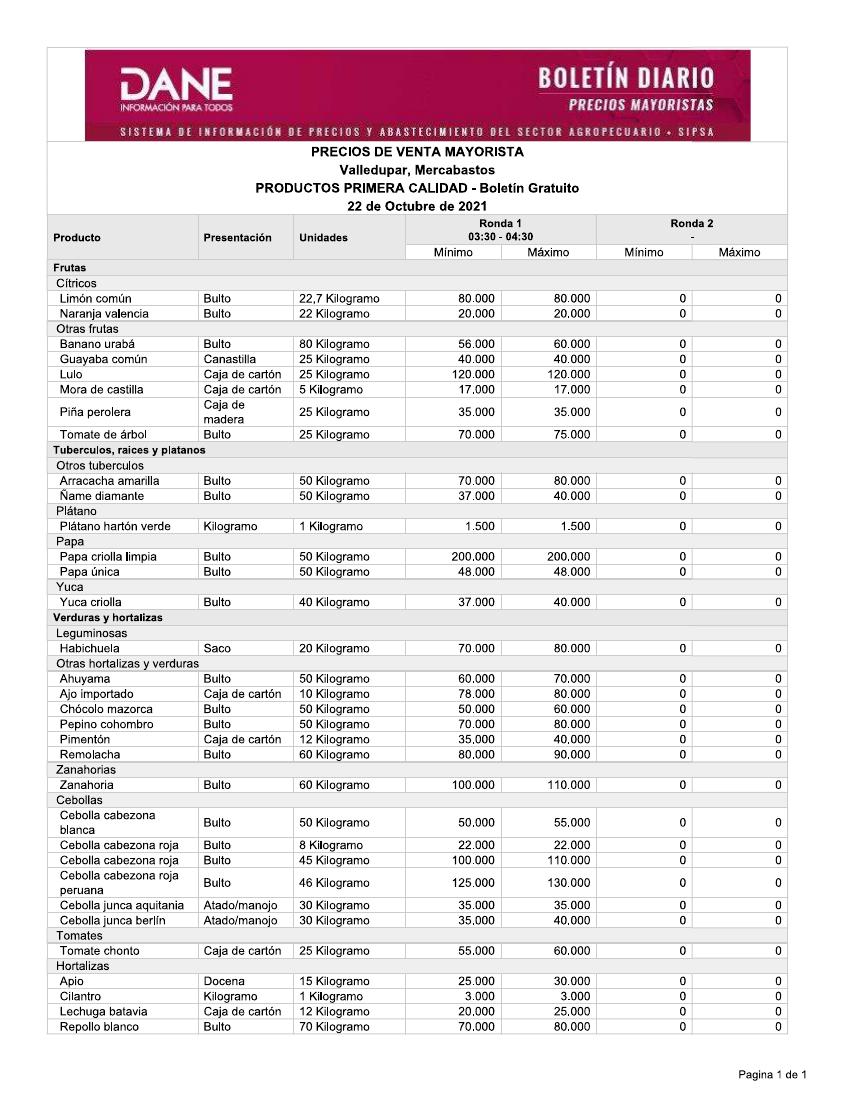 DANE
INFORMACIÓN PARA TODOS
BOLETÍN DIARIO
PRECIOS MAYORISTAS
SISTEMA DE INFORMACIÓN DE PRECIOS Y ABASTECIMIENTO DEL SECTOR AGROPECUARIO • SIPSA
PRECIOS DE VENTA MAYORISTA
Valledupar, Mercabastos
PRODUCTOS PRIMERA CALIDAD - Boletín Gratuito
22 de Octubre de 2021
Producto Presentación Unidades Ronda 1 Ronda 2
03:30 - 04:30 -
Mínimo Máximo Mínimo Máximo
Frutas
Cítricos
Limón común Bulto 22,7 Kilogramo 80.000 80.000 0 0
Naranja valencia Bulto 22 Kilogramo 20.000 20.000 0 0
Otras frutas
Banano urabá Bulto 80 Kilogramo 56.000 60.000 0 0
Guayaba común Canastilla 25 Kilogramo 40.000 40.000 0 0
Lulo Caja de cartón 25 Kilogramo 120.000 120.000 0 0
Mora de castilla Caja de cartón 5 Kilogramo 17.000 17.000 0 0
Piña perolera Caja de madera 25 Kilogramo 35.000 35.000 0 0
Tomate de árbol Bulto 25 Kilogramo 70.000 75.000 0 0
Tuberculos, raices y platanos
Otros tuberculos
Arracacha amarilla Bulto 50 Kilogramo 70.000 80.000 0 0
Ñame diamante Bulto 50 Kilogramo 37.000 40.000 0 0
Plátano
Plátano hartón verde Kilogramo 1 Kilogramo 1.500 1.500 0 0
Papa
Papa criolla limpia Bulto 50 Kilogramo 200.000 200.000 0 0
Papa única Bulto 50 Kilogramo 48.000 48.000 0 0
Yuca
Yuca criolla Bulto 40 Kilogramo 37.000 40.000 0 0
Verduras y hortalizas
Leguminosas
Habichuela Saco 20 Kilogramo 70.000 80.000 0 0
Otras hortalizas y verduras
Ahuyama Bulto 50 Kilogramo 60.000 70.000 0 0
Ajo importado Caja de cartón 10 Kilogramo 78.000 80.000 0 0
Chócolo mazorca Bulto 50 Kilogramo 50.000 60.000 0 0
Pepino cohombro Bulto 50 Kilogramo 70.000 80.000 0 0
Pimentón Caja de cartón 12 Kilogramo 35.000 40.000 0 0
Remolacha Bulto 60 Kilogramo 80.000 90.000 0 0
Zanahorias
Zanahoria Bulto 60 Kilogramo 100.000 110.000 0 0
Cebollas
Cebolla cabezona blanca Bulto 50 Kilogramo 50.000 55.000 0 0
Cebolla cabezona roja Bulto 8 Kilogramo 22.000 22.000 0 0
Cebolla cabezona roja Bulto 45 Kilogramo 100.000 110.000 0 0
Cebolla cabezona roja peruana Bulto 46 Kilogramo 125.000 130.000 0 0
Cebolla junca aquitania Atado/manojo 30 Kilogramo 35.000 35.000 0 0
Cebolla junca berlín Atado/manojo 30 Kilogramo 35.000 40.000 0 0
Tomates
Tomate chonto Caja de cartón 25 Kilogramo 55.000 60.000 0 0
Hortalizas
Apio Docena 15 Kilogramo 25.000 30.000 0 0
Cilantro Kilogramo 1 Kilogramo 3.000 3.000 0 0
Lechuga batavia Caja de cartón 12 Kilogramo 20.000 25.000 0 0
Repollo blanco Bulto 70 Kilogramo 70.000 80.000 0 0
Pagina 1 de 1